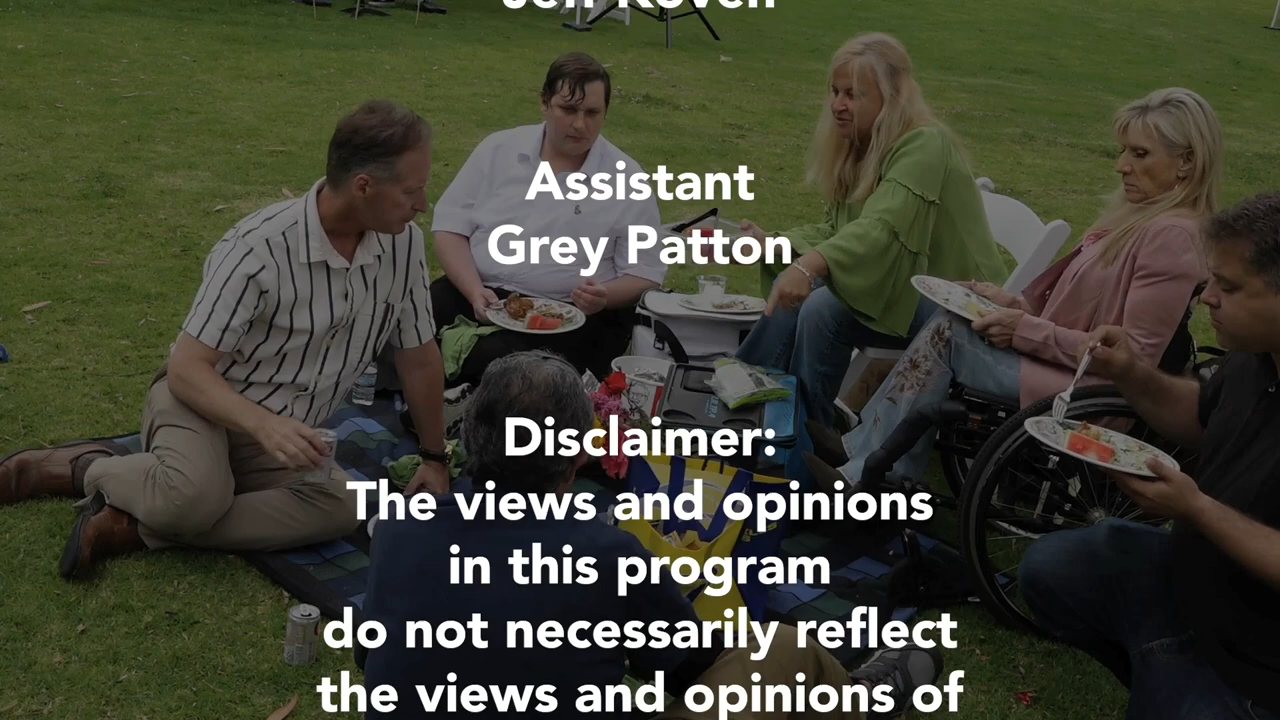 Assistant
Grey Patton
Disclaimer:
The views and opinions
in this program
do not necessarily reflect
the views and opinions of